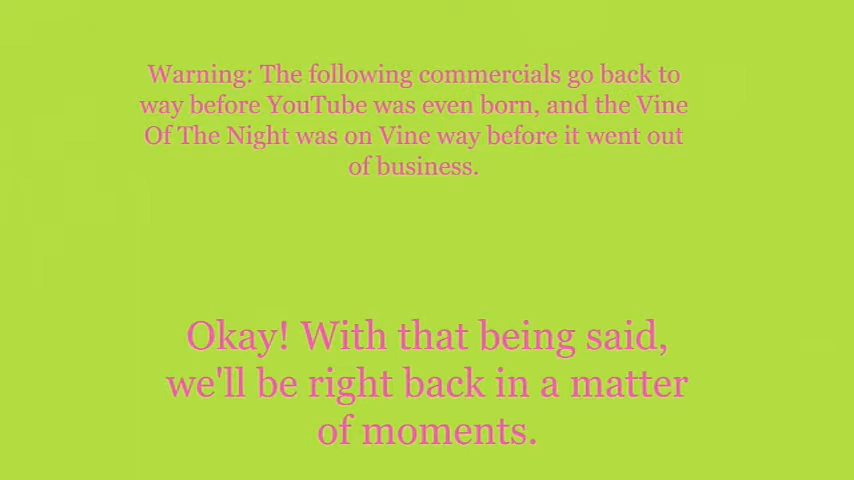 Warning: The following commercials go back to
way before YouTube was even born, and the Vine
Of The Night was on Vine way before it went out
of business.
Okay! With that being said,
we'll be right back in a matter
of moments.